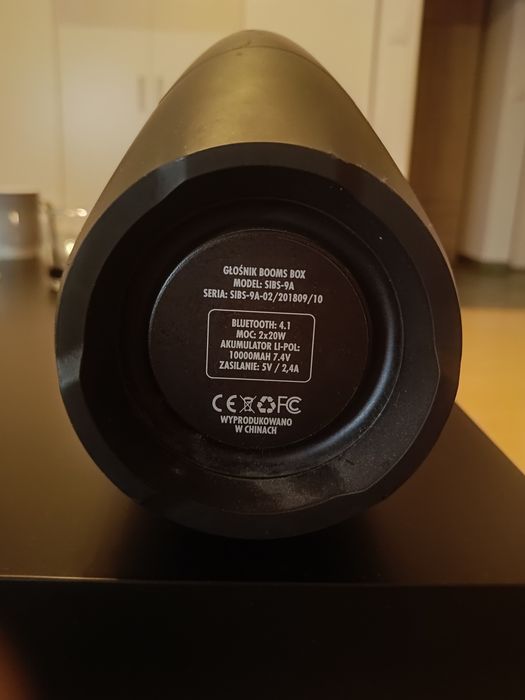 GŁOŚNIK BOOMS BOX
MODEL: SIBS-9A
SERIA: SIBS-9A-02/201809/10
BLUETOOTH: 4.1
MOC: 2x20W
AKUMULATOR LI-POL:
10000MAH 7.4V
ZASILANIE: 5V / 2,4A
CE FC
WYPRODUKOWANO
W CHINACH